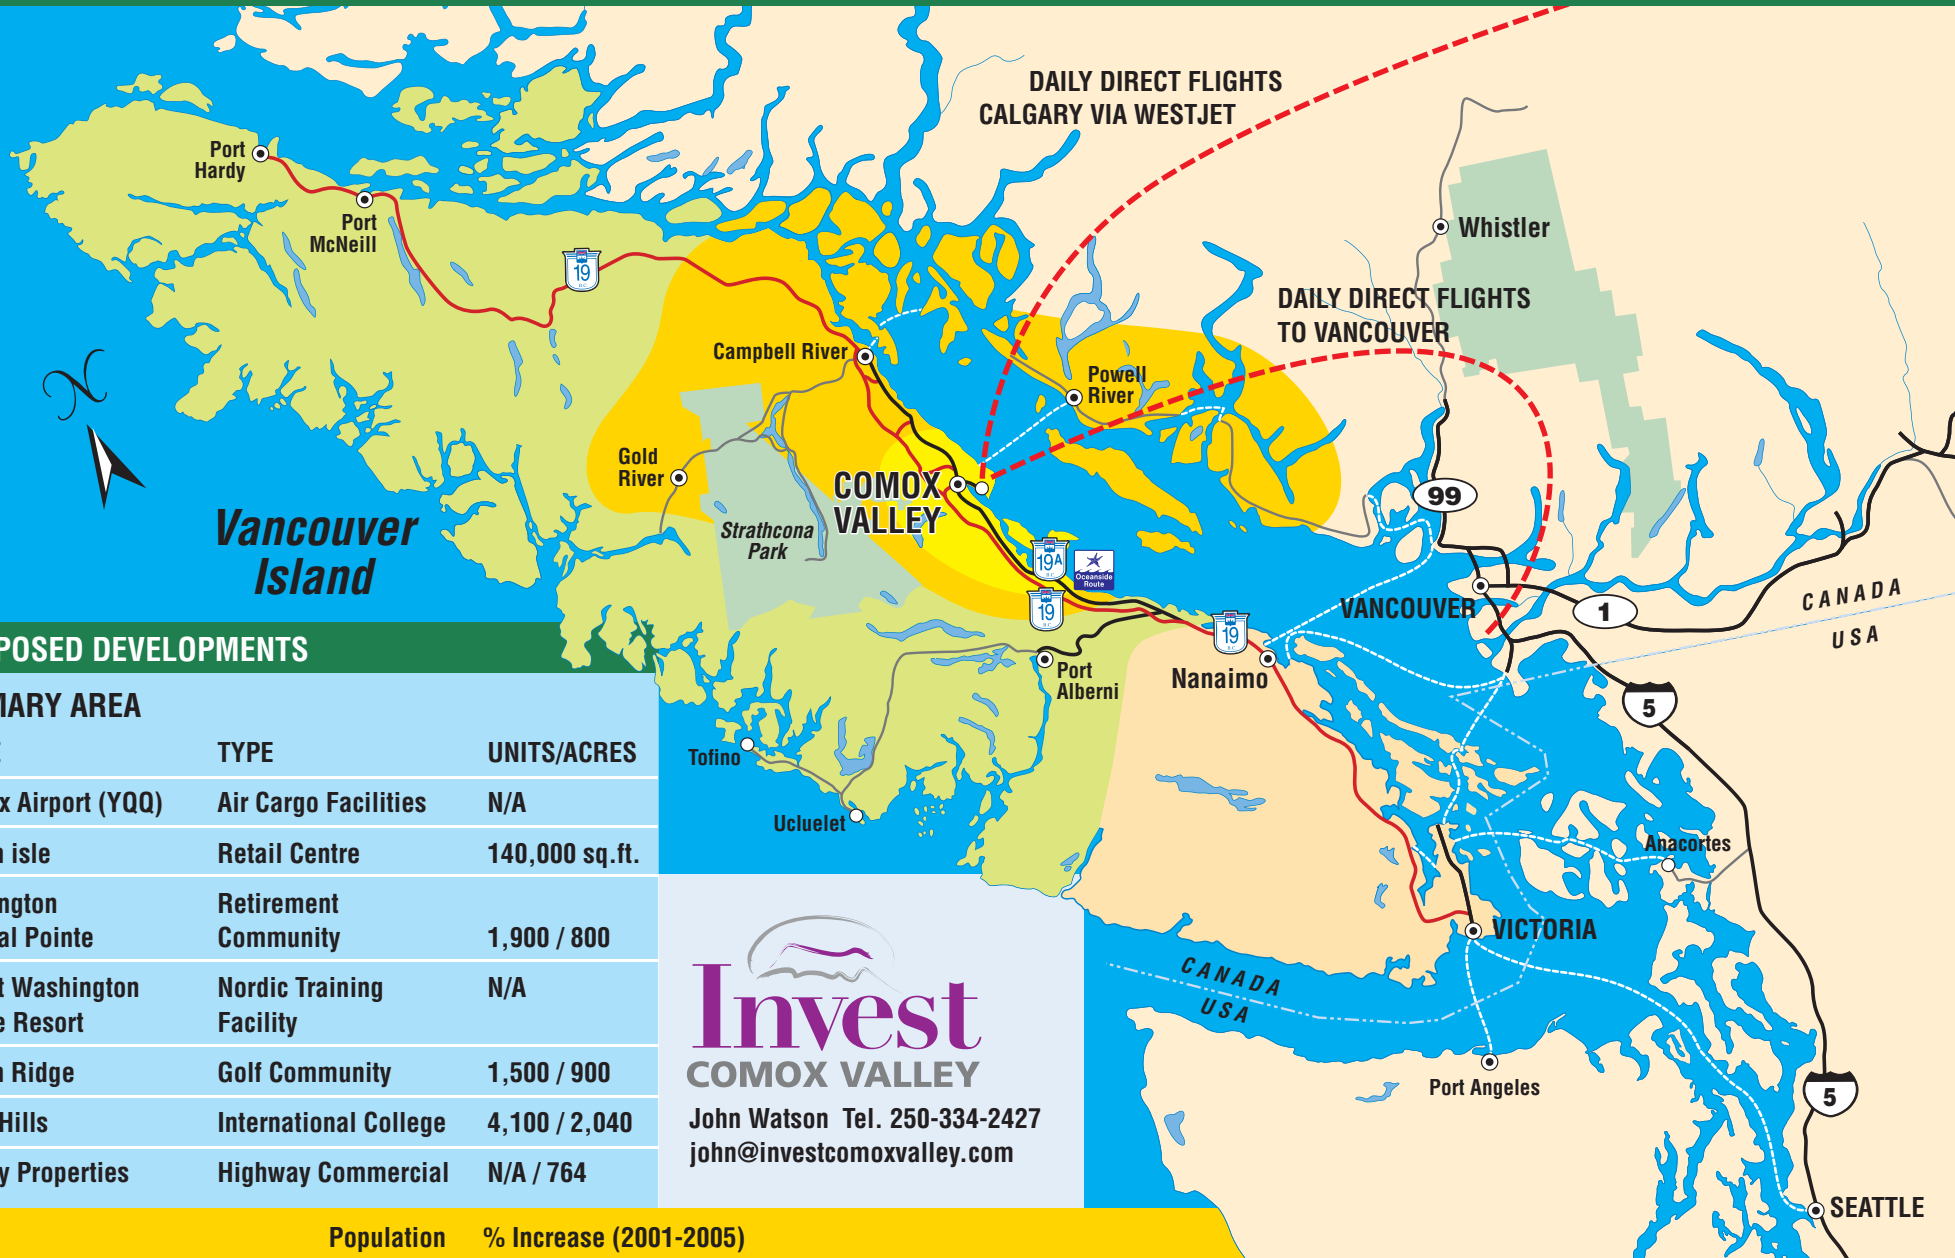 DAILY DIRECT FLIGHTS
CALGARY VIA WESTJET
Port
Hardy
Port
McNeill
19
B.C.
Whistler
DAILY DIRECT FLIGHTS
TO VANCOUVER
Campbell River
Powell
River
N
Gold
River
COMOX
VALLEY
99
Vancouver
Island
Strathcona
Park
19A
B.C.
Oceanside
Route
19
B.C.
VANCOUVER
1
CANADA
USA
19
B.C.
Nanaimo
Port
Alberni
5
Tofino
Ucluelet
Anacortes
VICTORIA
CANADA
USA
Port Angeles
5
SEATTLE
POSED DEVELOPMENTS
MARY AREA
TYPE UNITS/ACRES
x Airport (YQQ) Air Cargo Facilities N/A
isle Retail Centre 140,000 sq.ft.
ngton Retirement
al Pointe Community 1,900 / 800
t Washington Nordic Training N/A
e Resort Facility
Ridge Golf Community 1,500 / 900
Hills International College 4,100 / 2,040
y Properties Highway Commercial N/A / 764
Population % Increase (2001-2005)
Invest
COMOX VALLEY
John Watson Tel. 250-334-2427
john@investcomoxvalley.com